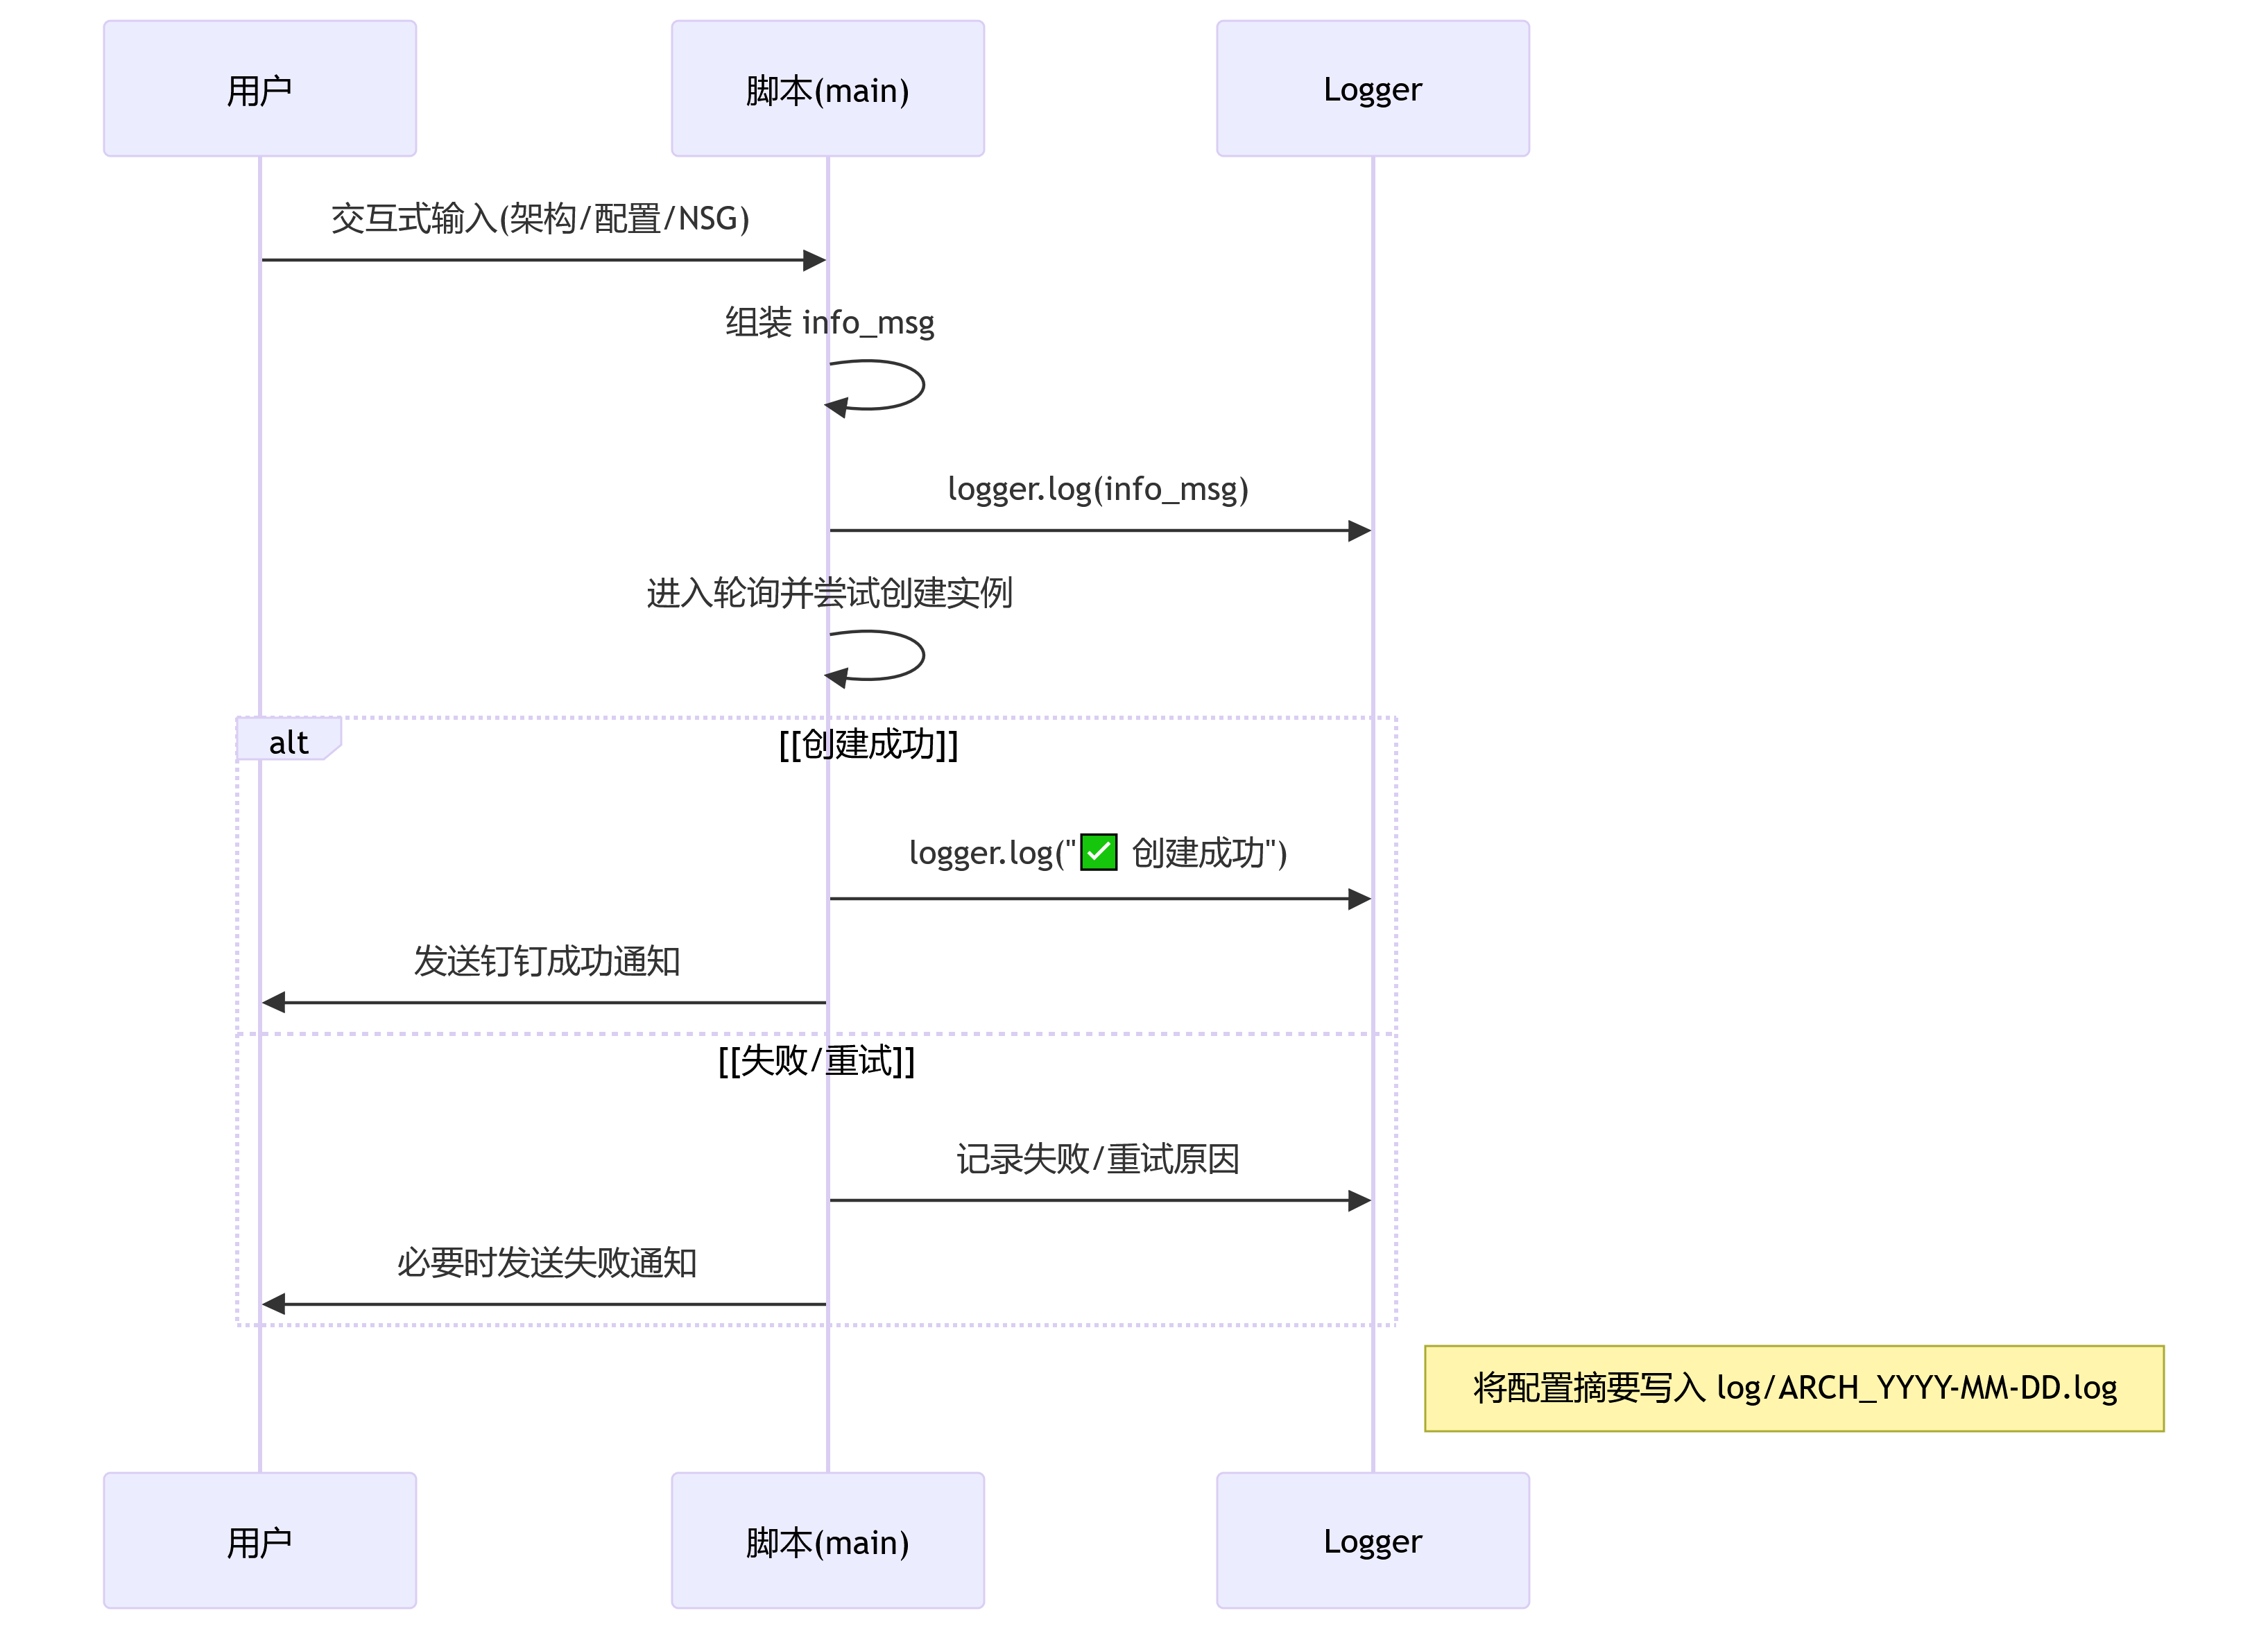 用户
脚本(main)
Logger
交互式输入(架构/配置/NSG)
组装 info_msg
logger.log(info_msg)
进入轮询并尝试创建实例
alt
[[创建成功]]
logger.log("✅ 创建成功")
发送钉钉成功通知
[[失败/重试]]
记录失败/重试原因
必要时发送失败通知
将配置摘要写入 log/ARCH_YYYY-MM-DD.log
用户
脚本(main)
Logger